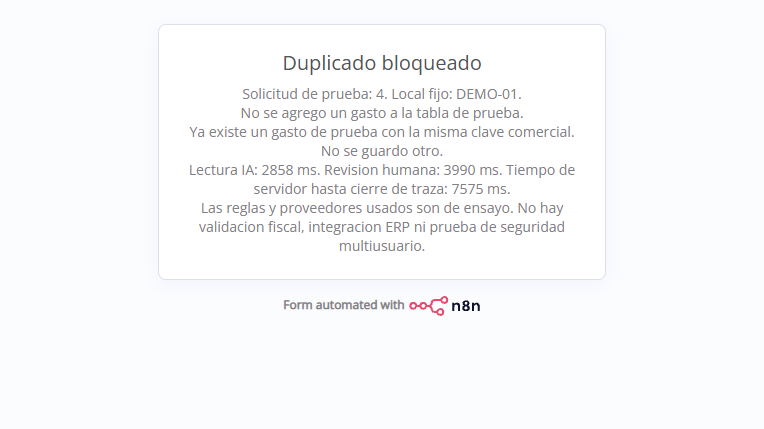 Duplicado bloqueado
Solicitud de prueba: 4. Local fijo: DEMO-01.
No se agrego un gasto a la tabla de prueba.
Ya existe un gasto de prueba con la misma clave comercial.
No se guardo otro.
Lectura IA: 2858 ms. Revision humana: 3990 ms. Tiempo de
servidor hasta cierre de traza: 7575 ms.
Las reglas y proveedores usados son de ensayo. No hay
validacion fiscal, integracion ERP ni prueba de seguridad
multiusuario.
Form automated with n8n